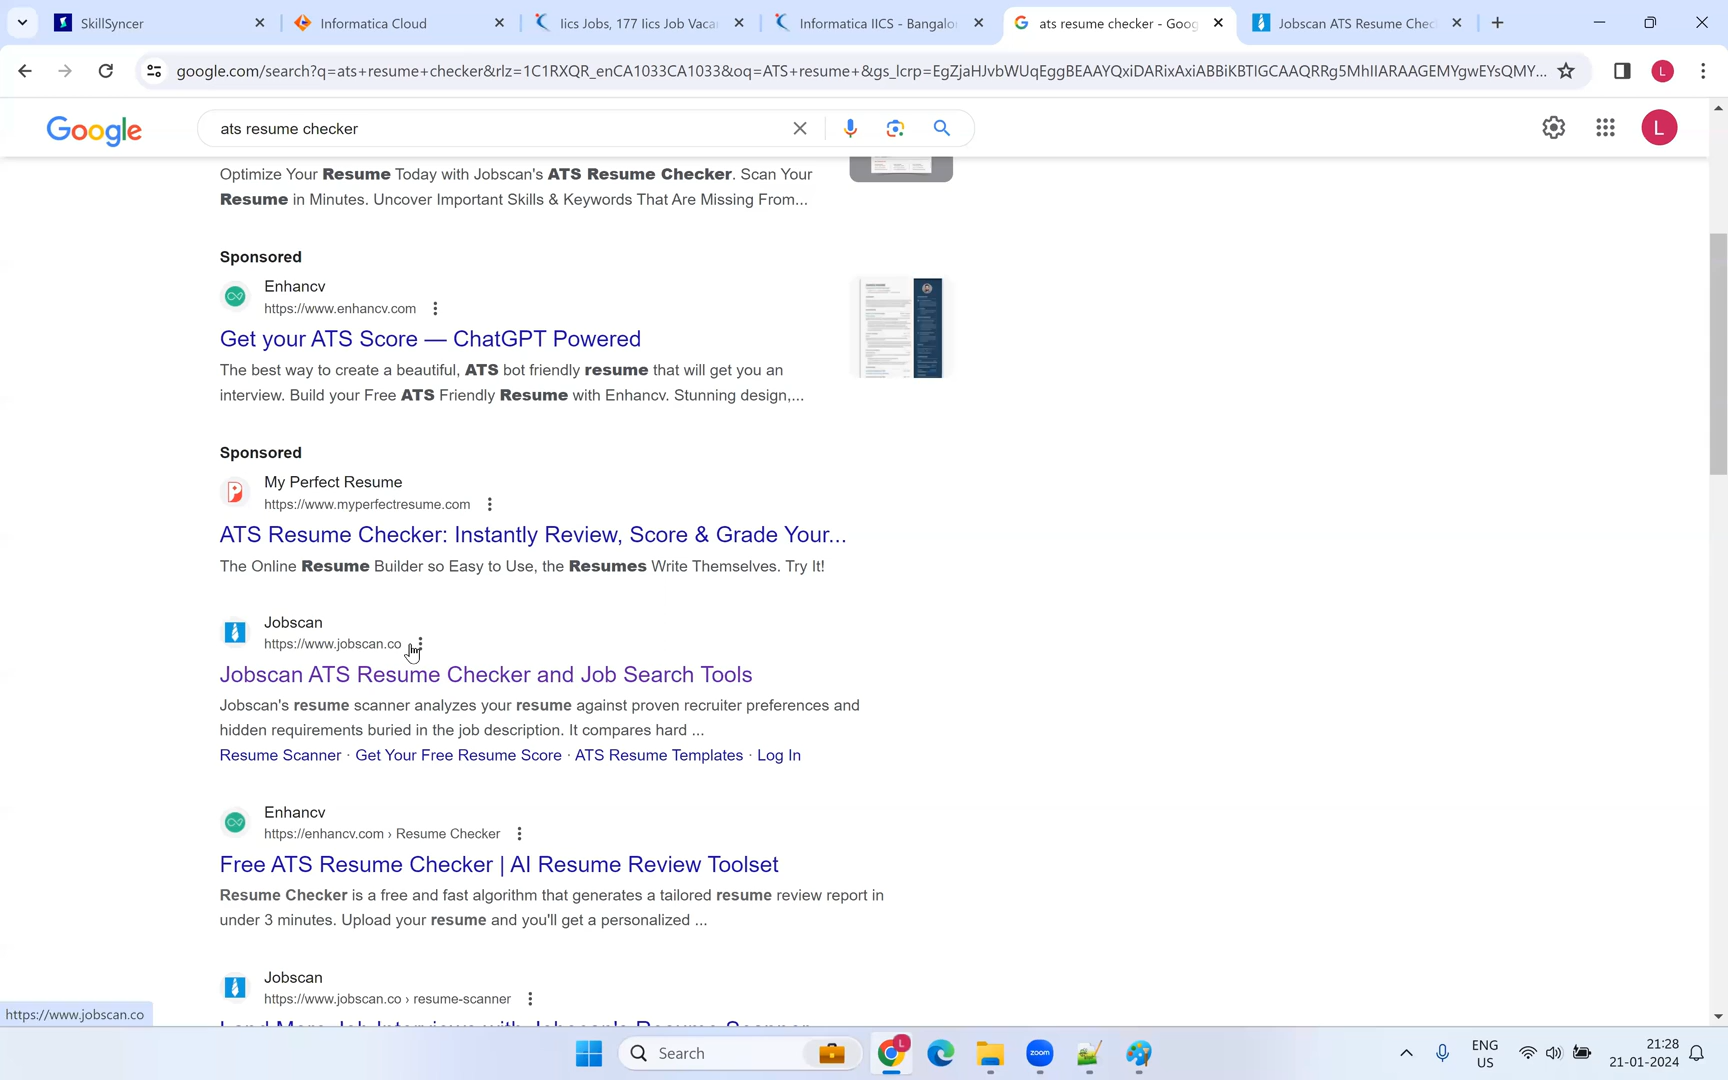 SkillSyncer
Informatica Cloud
Iics Jobs, 177 Iics Job Vaca
Informatica IICS - Bangalo
ats resume checker - Goog
Jobscan ATS Resume Chec
google.com/search?q=ats+resume+checker&rlz=1C1RXQR_enCA1033CA1033&oq=ATS+resume+&gs_lcrp=EgZjaHJvbWUqEggBEAAYQxiDARixAxiABBiKBTIGCAAQRRg5MhIIARAAGEMYgwEYsQMY...
L
Google
ats resume checker
L
Optimize Your Resume Today with Jobscan's ATS Resume Checker. Scan Your
Resume in Minutes. Uncover Important Skills & Keywords That Are Missing From...
Sponsored
Enhancv
https://www.enhancv.com
Get your ATS Score — ChatGPT Powered
The best way to create a beautiful, ATS bot friendly resume that will get you an
interview. Build your Free ATS Friendly Resume with Enhancv. Stunning design,...
Sponsored
My Perfect Resume
https://www.myperfectresume.com
ATS Resume Checker: Instantly Review, Score & Grade Your...
The Online Resume Builder so Easy to Use, the Resumes Write Themselves. Try It!
Jobscan
https://www.jobscan.co
Jobscan ATS Resume Checker and Job Search Tools
Jobscan's resume scanner analyzes your resume against proven recruiter preferences and
hidden requirements buried in the job description. It compares hard ...
Resume Scanner · Get Your Free Resume Score · ATS Resume Templates · Log In
Enhancv
https://enhancv.com › Resume Checker
Free ATS Resume Checker | AI Resume Review Toolset
Resume Checker is a free and fast algorithm that generates a tailored resume review report in
under 3 minutes. Upload your resume and you'll get a personalized ...
Jobscan
https://www.jobscan.co › resume-scanner
Land More Job Interviews with Jobscan's Resume Scanner
https://www.jobscan.co
Search
L
zoom
ENG
US
21:28
21-01-2024